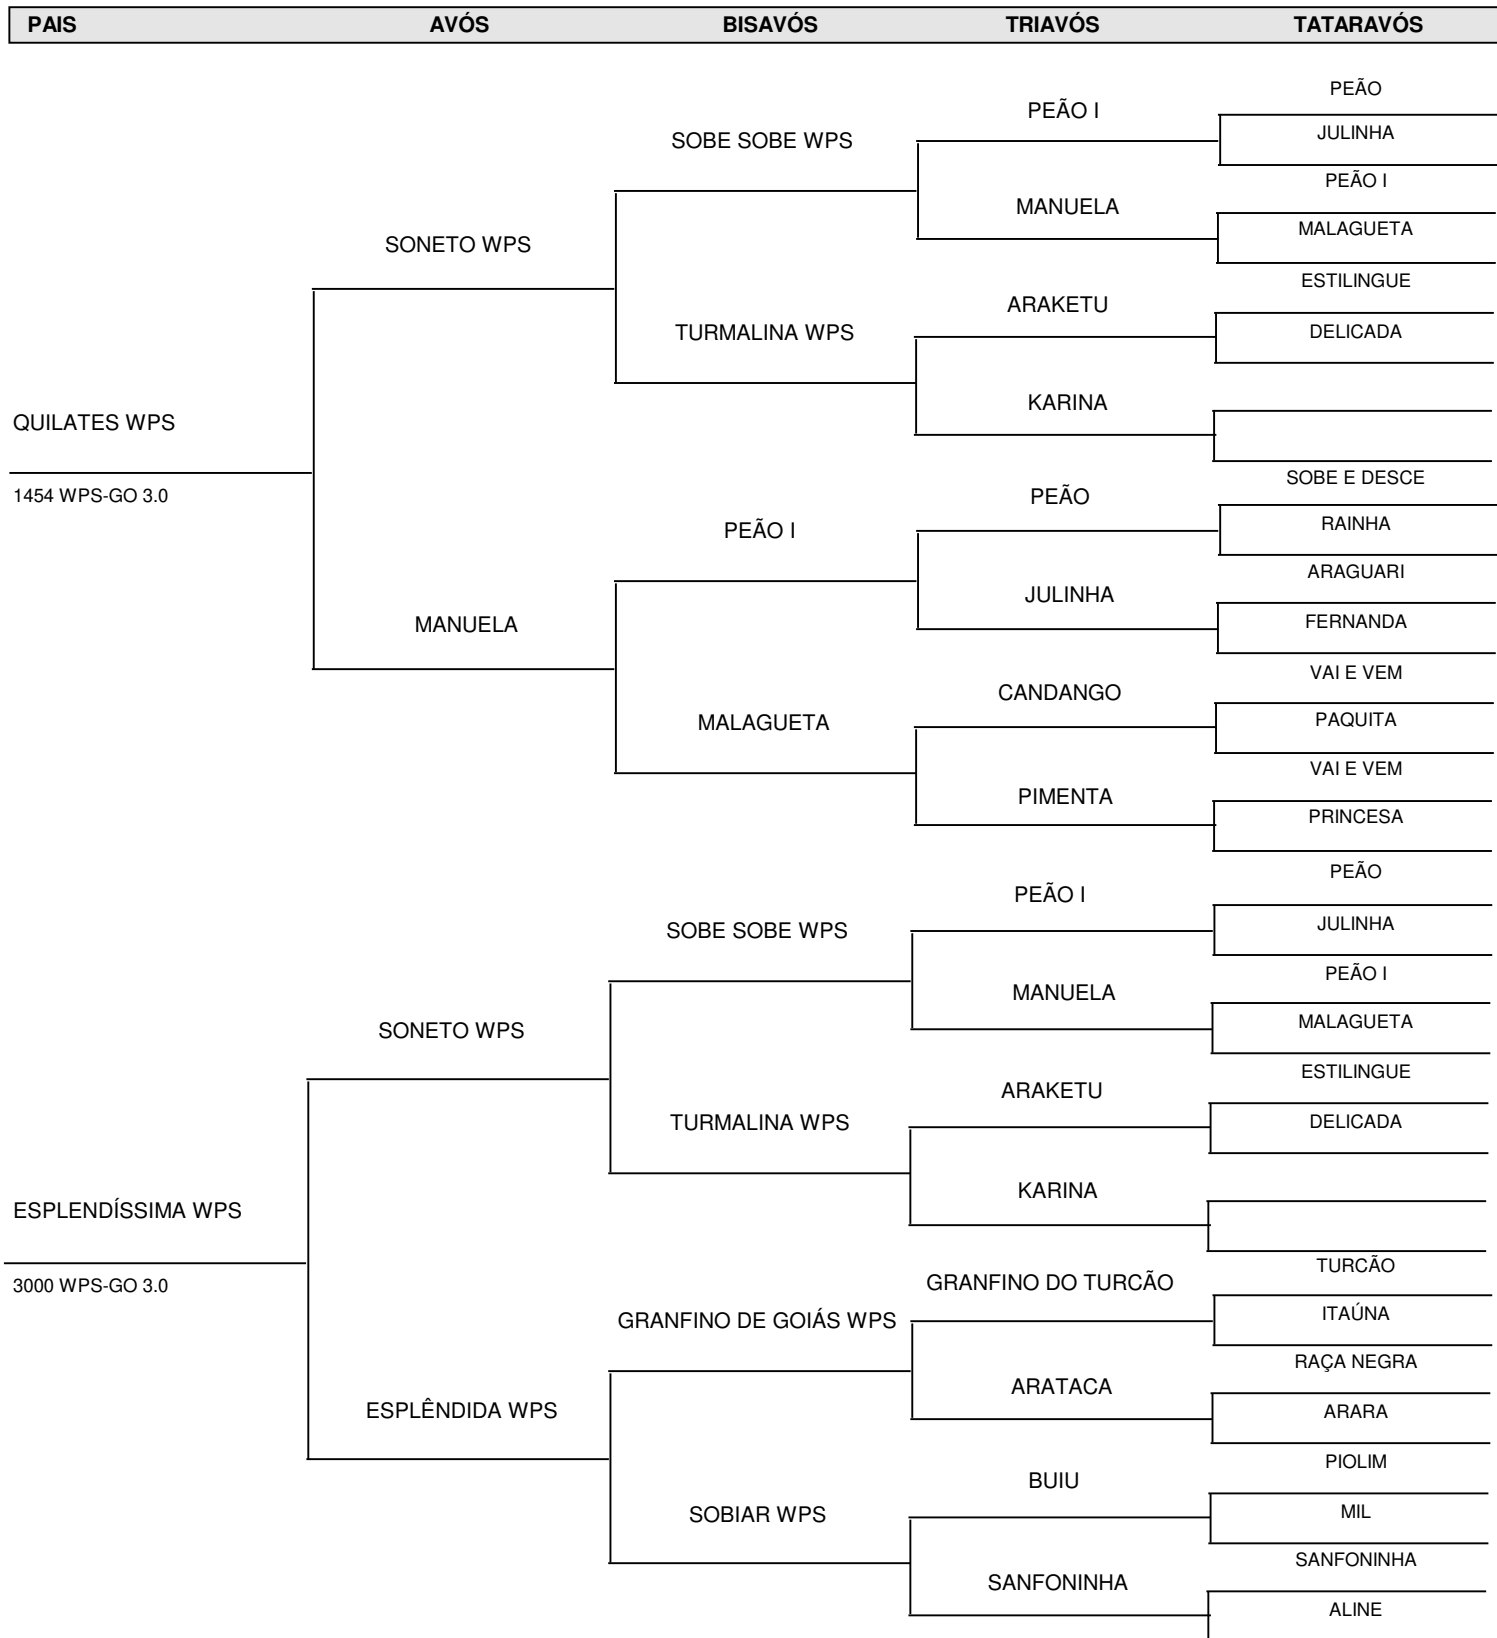 PAIS AVÓS BISAVÓS TRIAVÓS TATARAVÓS
PEÃO
PEÃO I
JULINHA
SOBE SOBE WPS
PEÃO I
MANUELA
MALAGUETA
SONETO WPS
ESTILINGUE
ARAKETU
DELICADA
TURMALINA WPS
KARINA
QUILATES WPS
SOBE E DESCE
1454 WPS-GO 3.0
PEÃO
RAINHA
PEÃO I
ARAGUARI
JULINHA
FERNANDA
MANUELA
VAI E VEM
CANDANGO
PAQUITA
MALAGUETA
VAI E VEM
PIMENTA
PRINCESA
PEÃO
PEÃO I
JULINHA
SOBE SOBE WPS
PEÃO I
MANUELA
MALAGUETA
SONETO WPS
ESTILINGUE
ARAKETU
DELICADA
TURMALINA WPS
KARINA
ESPLENDÍSSIMA WPS
TURCÃO
3000 WPS-GO 3.0
GRANFINO DO TURCÃO
ITAÚNA
GRANFINO DE GOIÁS WPS
RAÇA NEGRA
ARATACA
ARARA
ESPLÊNDIDA WPS
PIOLIM
BUIU
MIL
SOBIAR WPS
SANFONINHA
SANFONINHA
ALINE